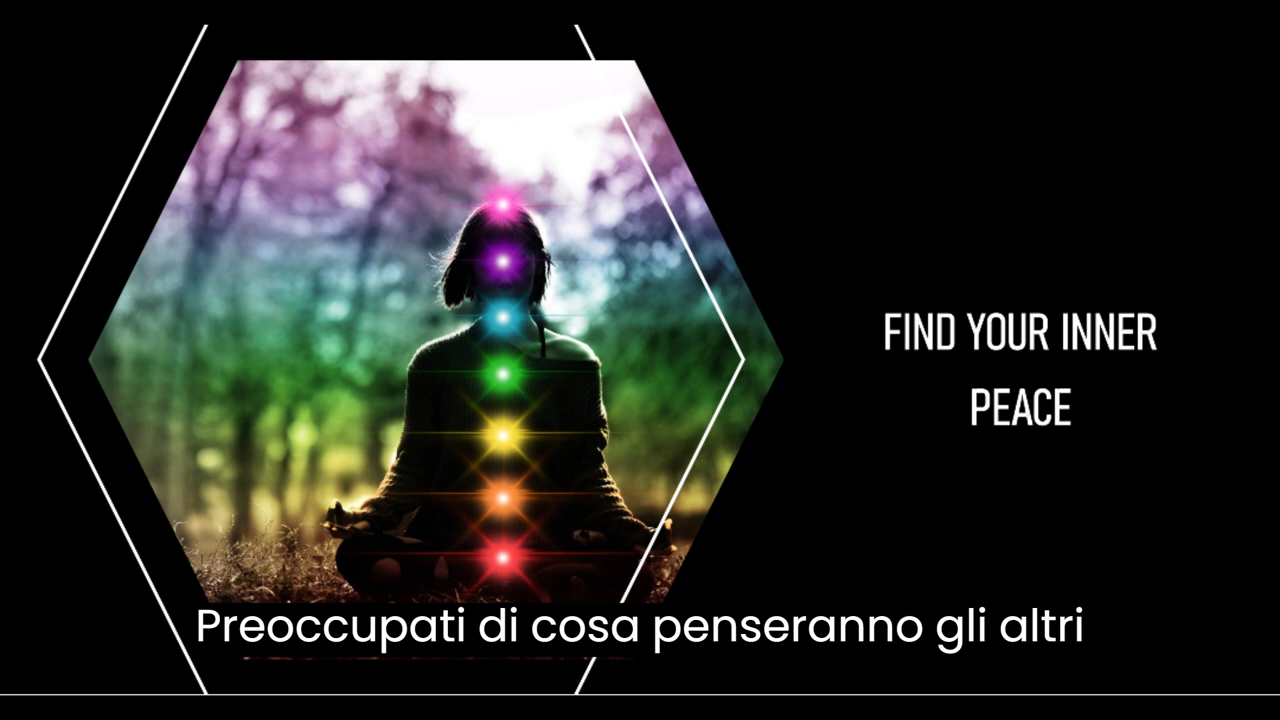 FIND YOUR INNER
PEACE
Preoccupati di cosa penseranno gli altri